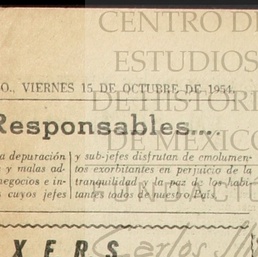 CENTRO DE
ESTUDIOS
DE HISTORIA
DE MÉXICO
O., VIERNES 15 DE OCTUBRE DE 1954.
Responsables....
a depuración
y malas ad-
negocios e in-
s cuyos jefes
y sub-jefes disfrutan de emolumen-
tos exorbitantes en perjuicio de la
tranquilidad y la paz de los habi-
tantes todos de nuestro País.
XERS
Carlos